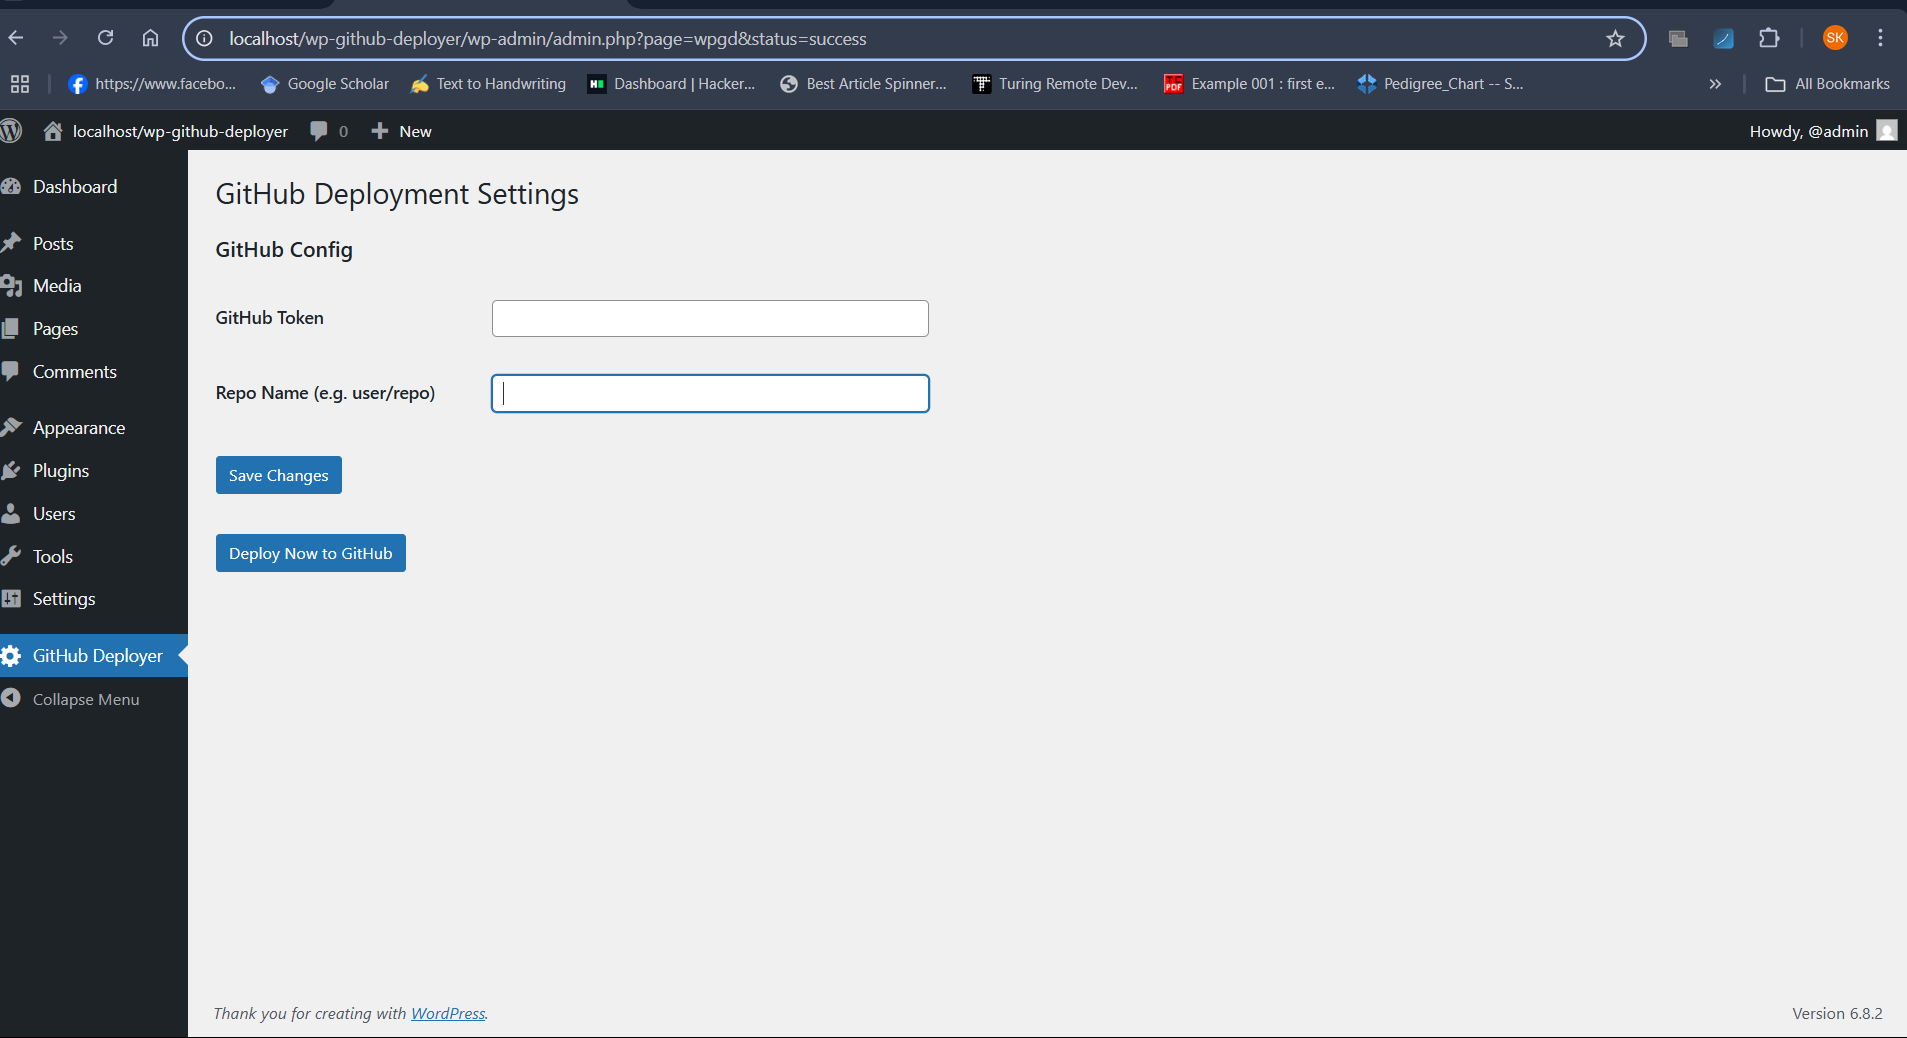 localhost/wp-github-deployer/wp-admin/admin.php?page=wpgd&status=success
SK
https://www.facebo...
Google Scholar
Text to Handwriting
Dashboard | Hacker...
Best Article Spinner...
Turing Remote Dev...
Example 001 : first e...
Pedigree_Chart -- S...
All Bookmarks
localhost/wp-github-deployer
0
New
Howdy, @admin
Dashboard
Posts
Media
Pages
Comments
Appearance
Plugins
Users
Tools
Settings
GitHub Deployer
Collapse Menu
GitHub Deployment Settings
GitHub Config
GitHub Token
Repo Name (e.g. user/repo)
Save Changes
Deploy Now to GitHub
Thank you for creating with WordPress.
Version 6.8.2